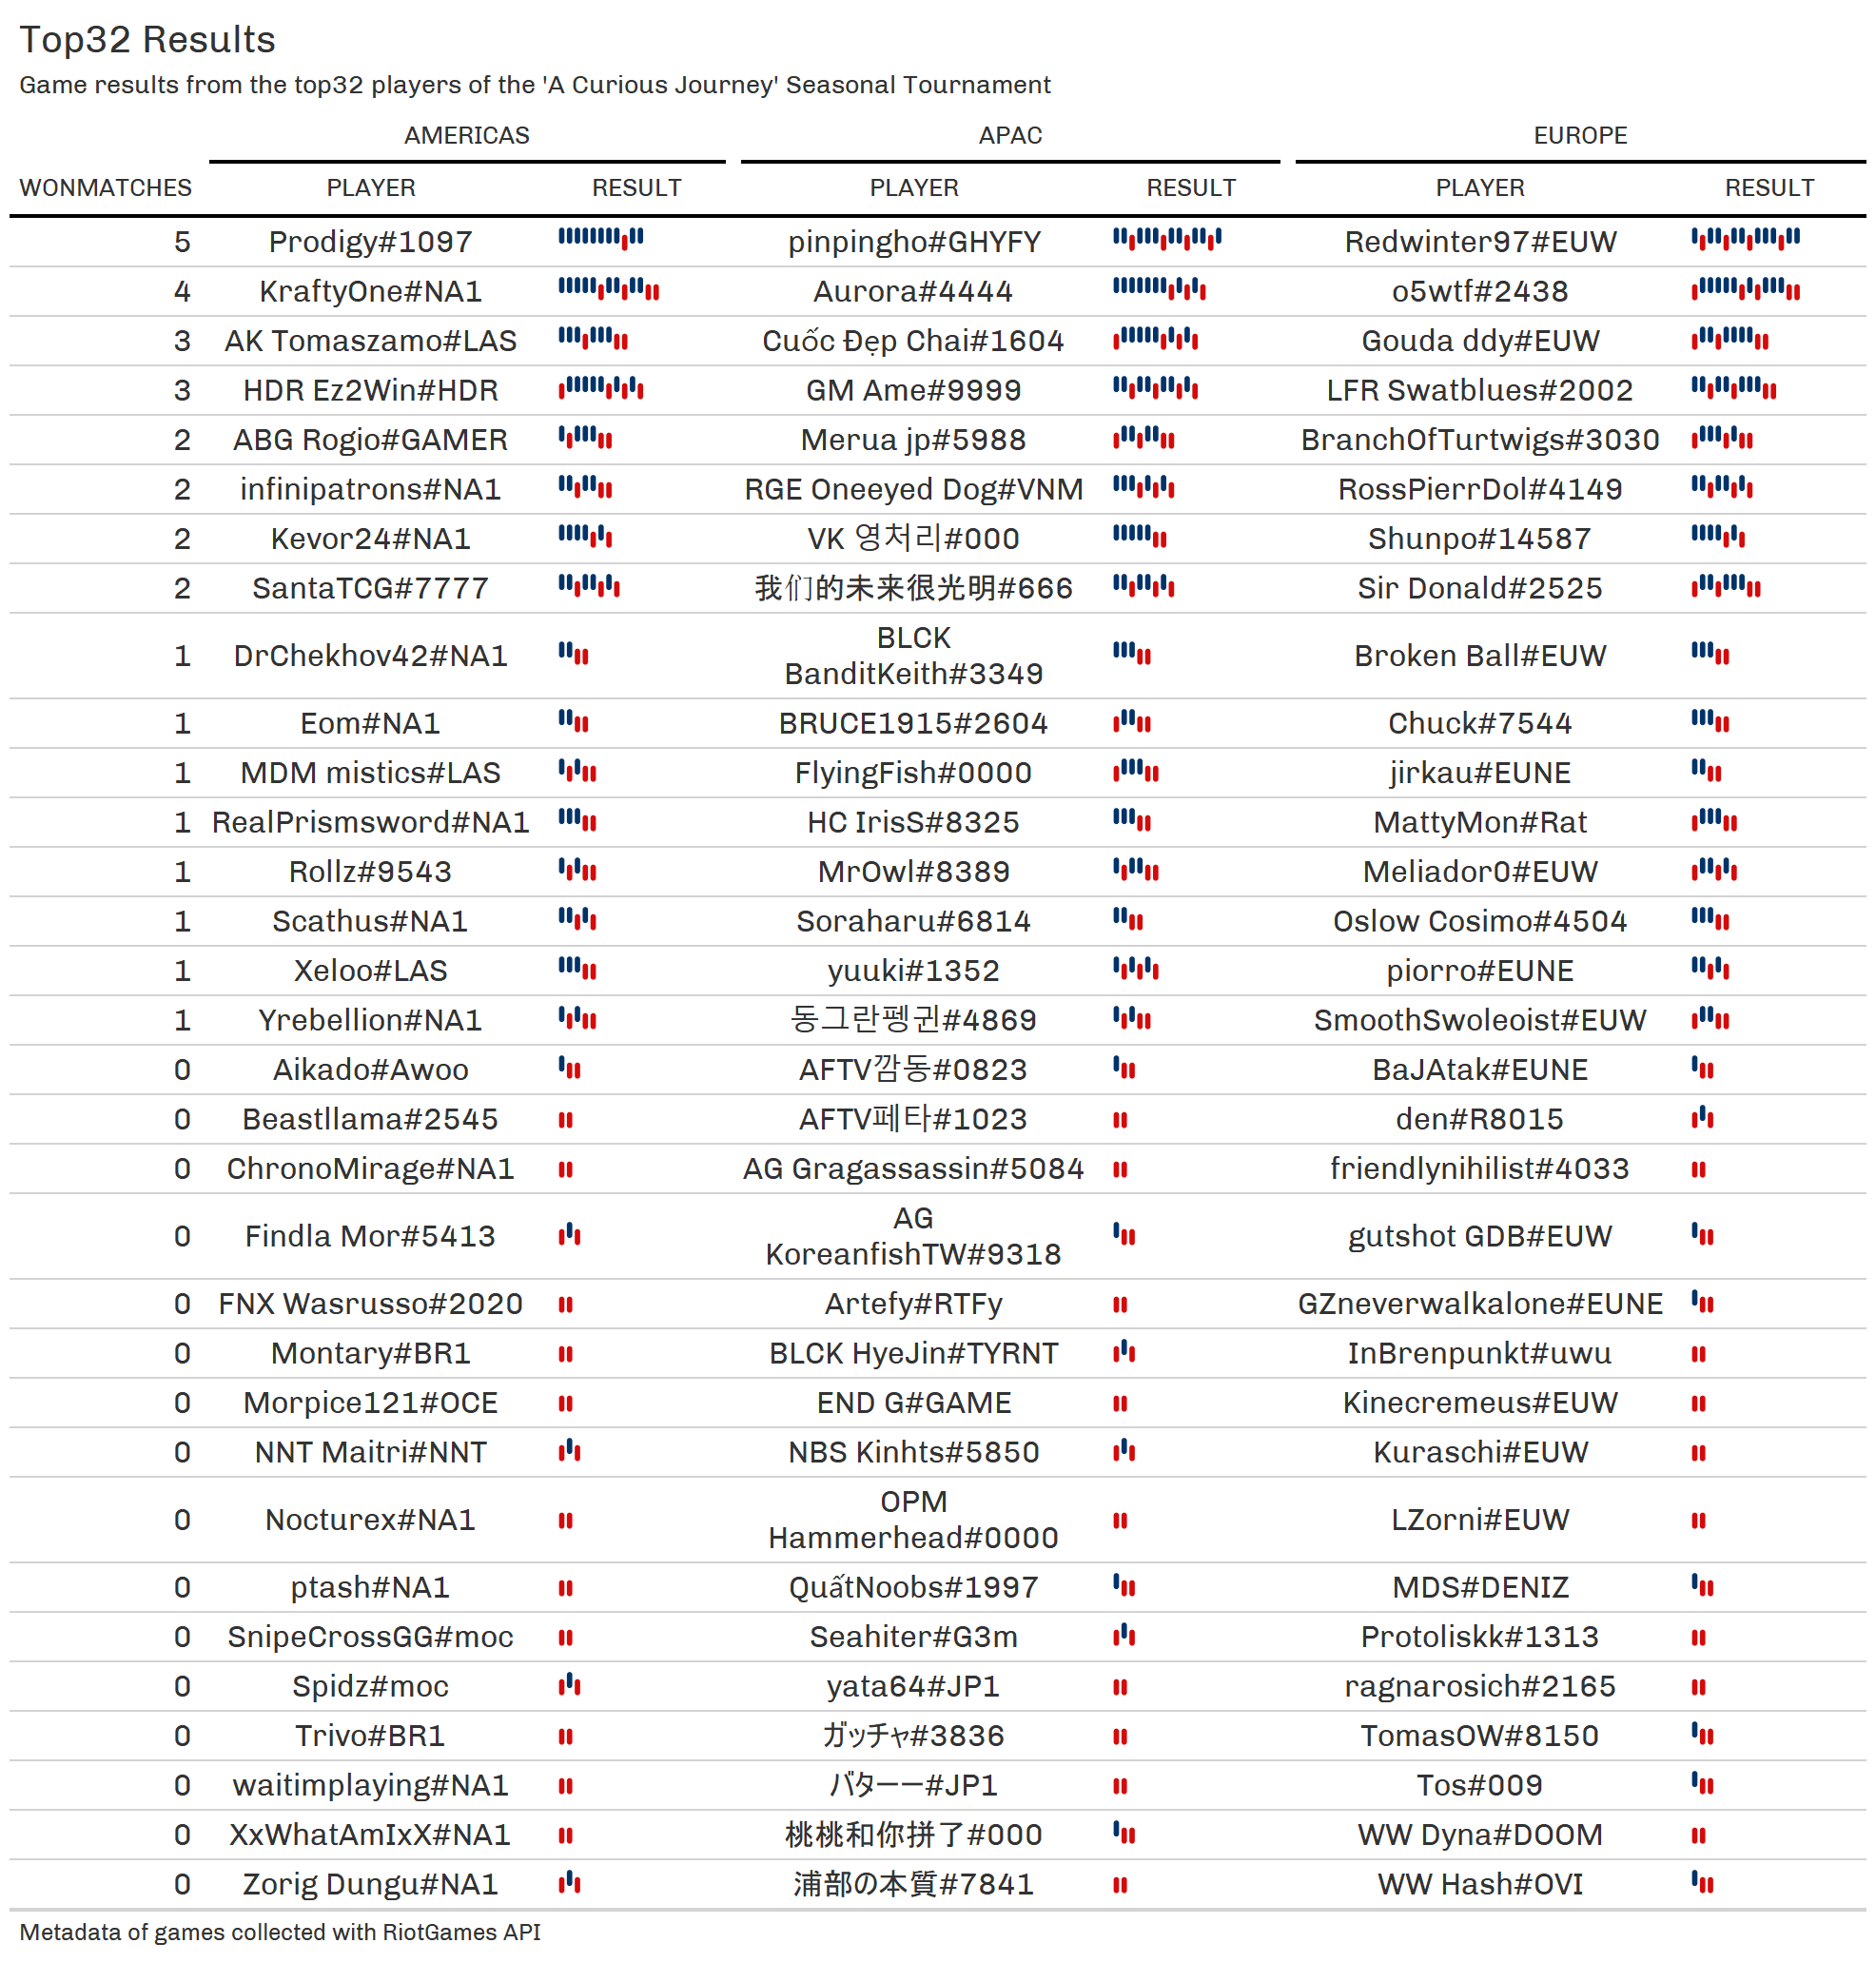 Top32 Results
Game results from the top32 players of the 'A Curious Journey' Seasonal Tournament
AMERICAS APAC EUROPE
WONMATCHES PLAYER RESULT PLAYER RESULT PLAYER RESULT
5 Prodigy#1097 pinpingho#GHYFY Redwinter97#EUW
4 KraftyOne#NA1 Aurora#4444 o5wtf#2438
3 AK Tomaszamo#LAS Cuốc Đẹp Chai#1604 Gouda ddy#EUW
3 HDR Ez2Win#HDR GM Ame#9999 LFR Swatblues#2002
2 ABG Rogio#GAMER Merua jp#5988 BranchOfTurtwigs#3030
2 infinipatrons#NA1 RGE Oneeyed Dog#VNM RossPierrDol#4149
2 Kevor24#NA1 VK 영처리#000 Shunpo#14587
2 SantaTCG#7777 我们的未来很光明#666 Sir Donald#2525
1 DrChekhov42#NA1 BLCK
BanditKeith#3349 Broken Ball#EUW
1 Eom#NA1 BRUCE1915#2604 Chuck#7544
1 MDM mistics#LAS FlyingFish#0000 jirkau#EUNE
1 RealPrismsword#NA1 HC IrisS#8325 MattyMon#Rat
1 Rollz#9543 MrOwl#8389 Meliador0#EUW
1 Scathus#NA1 Soraharu#6814 Oslow Cosimo#4504
1 Xeloo#LAS yuuki#1352 piorro#EUNE
1 Yrebellion#NA1 동그란펭귄#4869 SmoothSwoleoist#EUW
0 Aikado#Awoo AFTV깜동#0823 BaJAtak#EUNE
0 Beastllama#2545 AFTV페타#1023 den#R8015
0 ChronoMirage#NA1 AG Gragassassin#5084 friendlynihilist#4033
0 Findla Mor#5413 AG
KoreanfishTW#9318 gutshot GDB#EUW
0 FNX Wasrusso#2020 Artefy#RTFy GZneverwalkalone#EUNE
0 Montary#BR1 BLCK HyeJin#TYRNT InBrenpunkt#uwu
0 Morpice121#OCE END G#GAME Kinecremeus#EUW
0 NNT Maitri#NNT NBS Kinhts#5850 Kuraschi#EUW
0 Nocturex#NA1 OPM
Hammerhead#0000 LZorni#EUW
0 ptash#NA1 QuấtNoobs#1997 MDS#DENIZ
0 SnipeCrossGG#moc Seahiter#G3m Protoliskk#1313
0 Spidz#moc yata64#JP1 ragnarosich#2165
0 Trivo#BR1 ガッチャ#3836 TomasOW#8150
0 waitimplaying#NA1 バターー#JP1 Tos#009
0 XxWhatAmIxX#NA1 桃桃和你拼了#000 WW Dyna#DOOM
0 Zorig Dungu#NA1 浦部の本質#7841 WW Hash#OVI
Metadata of games collected with RiotGames API